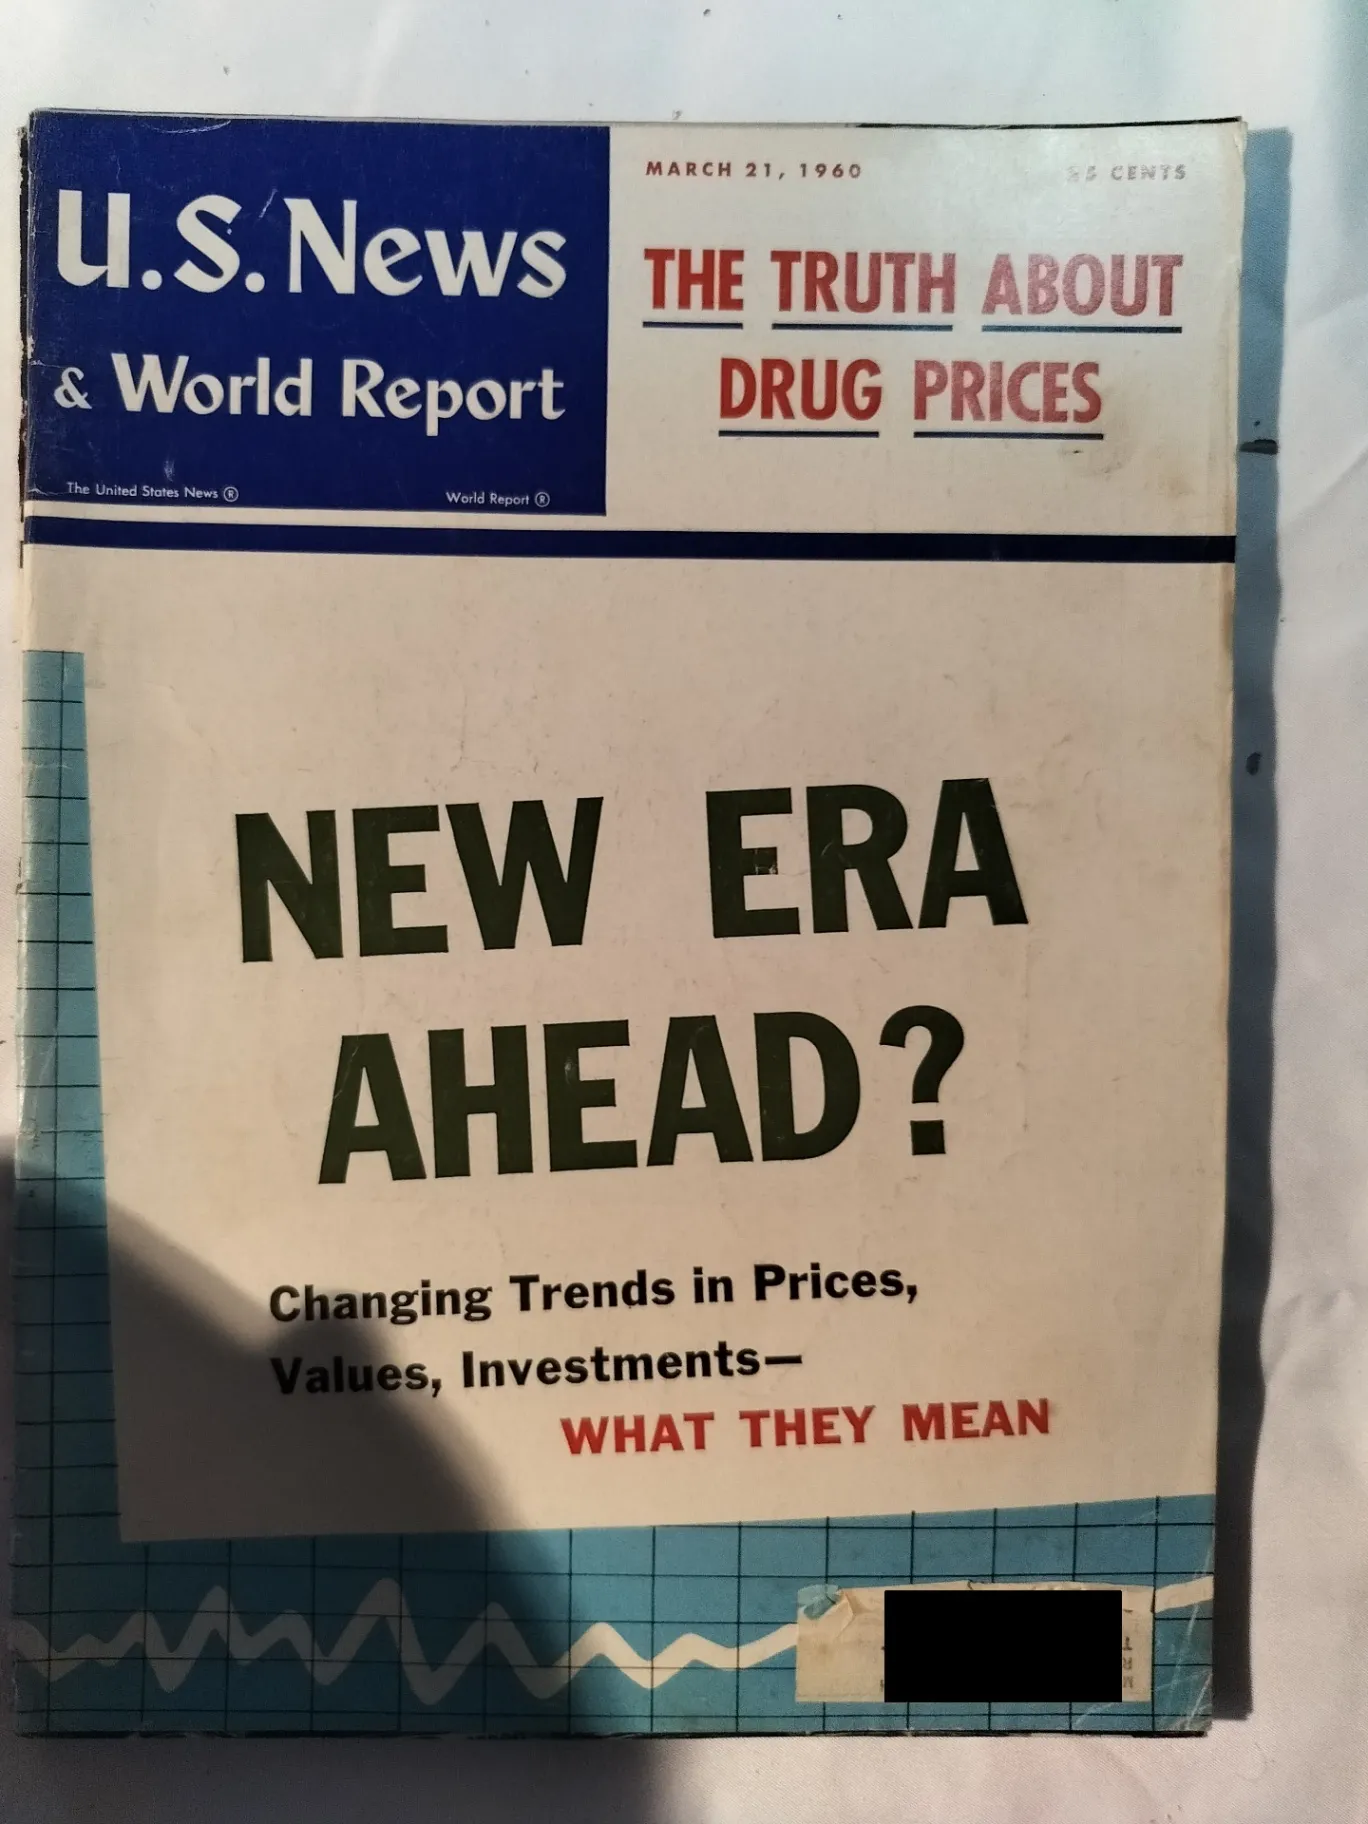 U.S. News
& World Report
The United States News ®
World Report ®
MARCH 21, 1960
25 CENTS
THE TRUTH ABOUT
DRUG PRICES
NEW ERA
AHEAD?
Changing Trends in Prices,
Values, Investments—
WHAT THEY MEAN